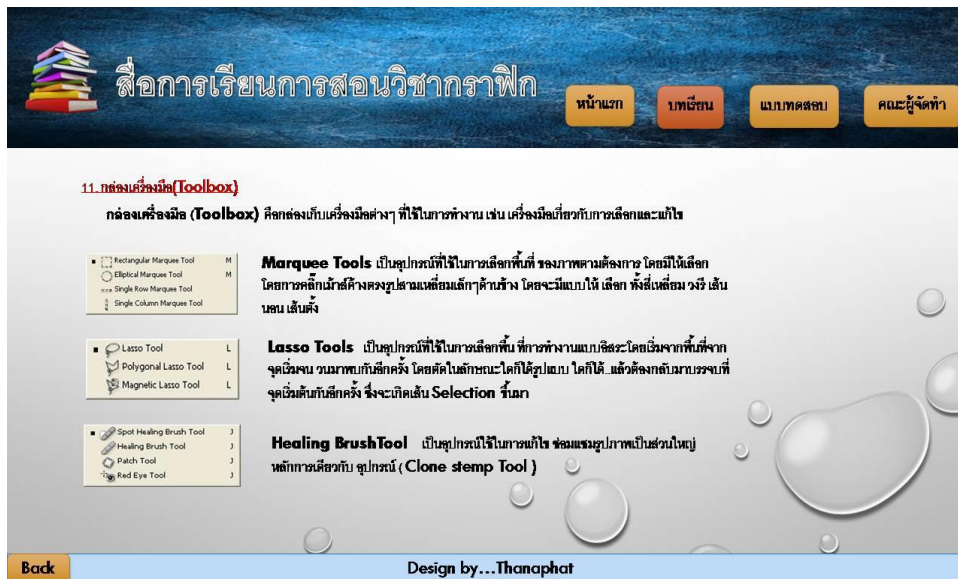 สื่อการเรียนการสอนวิชากราฟิก
หน้าแรก
บทเรียน
แบบทดสอบ
คณะผู้จัดทำ
11. กล่องเครื่องมือ(Toolbox)
กล่องเครื่องมือ (Toolbox) คือกล่องเก็บเครื่องมือต่างๆ ที่ใช้ในการทำงาน เช่น เครื่องมือเกี่ยวกับการเลือกและแก้ไข
Rectangular Marquee Tool M
Elliptical Marquee Tool M
Single Row Marquee Tool
Single Column Marquee Tool
Marquee Tools เป็นอุปกรณ์ที่ใช้ในการเลือกพื้นที่ ของภาพตามต้องการ โดยมีให้เลือก
โดยการคลิ๊กเม้าส์ค้างตรงรูปสามเหลี่ยมเล็กๆด้านข้าง โดยจะมีแบบให้ เลือก ทั้งสี่เหลี่ยม วงรี เส้น
นอน เส้นตั้ง
Lasso Tool L
Polygonal Lasso Tool L
Magnetic Lasso Tool L
Lasso Tools เป็นอุปกรณ์ที่ใช้ในการเลือกพื้น ที่การทำงานแบบอิสระโดยเริ่มจากพื้นที่จาก
จุดเริ่มจน วนมาพบกันอีกครั้ง โดยตัดในลักษณะใดก็ได้รูปแบบ ใดก็ได้..แล้วต้องกลับมาบรรจบที่
จุดเริ่มต้นกันอีกครั้ง ซึ่งจะเกิดเส้น Selection ขึ้นมา
Spot Healing Brush Tool J
Healing Brush Tool J
Patch Tool J
Red Eye Tool J
Healing BrushTool เป็นอุปกรณ์ใช้ในการแก้ไข ซ่อมแซมรูปภาพเป็นส่วนใหญ่
หลักการเดียวกับ อุปกรณ์ ( Clone stemp Tool )
Back
Design by...Thanaphat